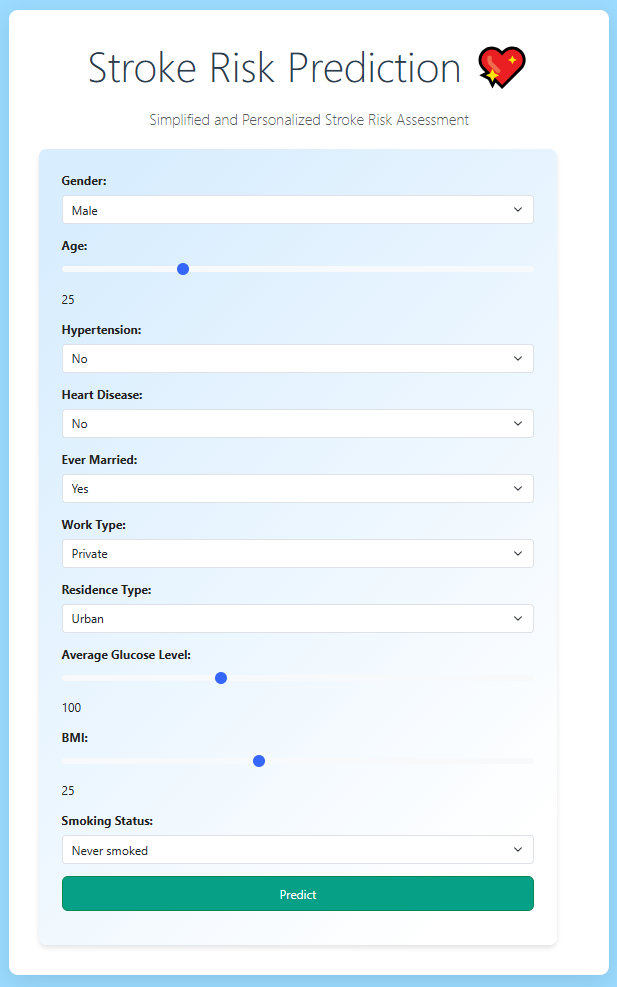 Stroke Risk Prediction
Simplified and Personalized Stroke Risk Assessment
Gender:
Male
Age:
25
Hypertension:
No
Heart Disease:
No
Ever Married:
Yes
Work Type:
Private
Residence Type:
Urban
Average Glucose Level:
100
BMI:
25
Smoking Status:
Never smoked
Predict